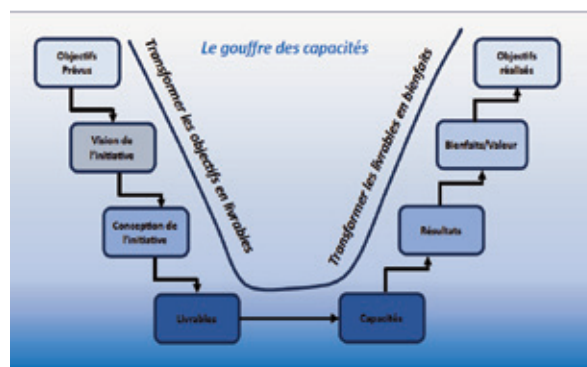 Le gouffre des capacités
Objectifs
Prévus
Vision de
l'initiative
Conception de
l'initiative
Livrables
Transformer les objectifs en livrables
Transformer les livrables en bienfaits
Capacités
Résultats
Bienfaits/Valeur
Objectifs
réalisés